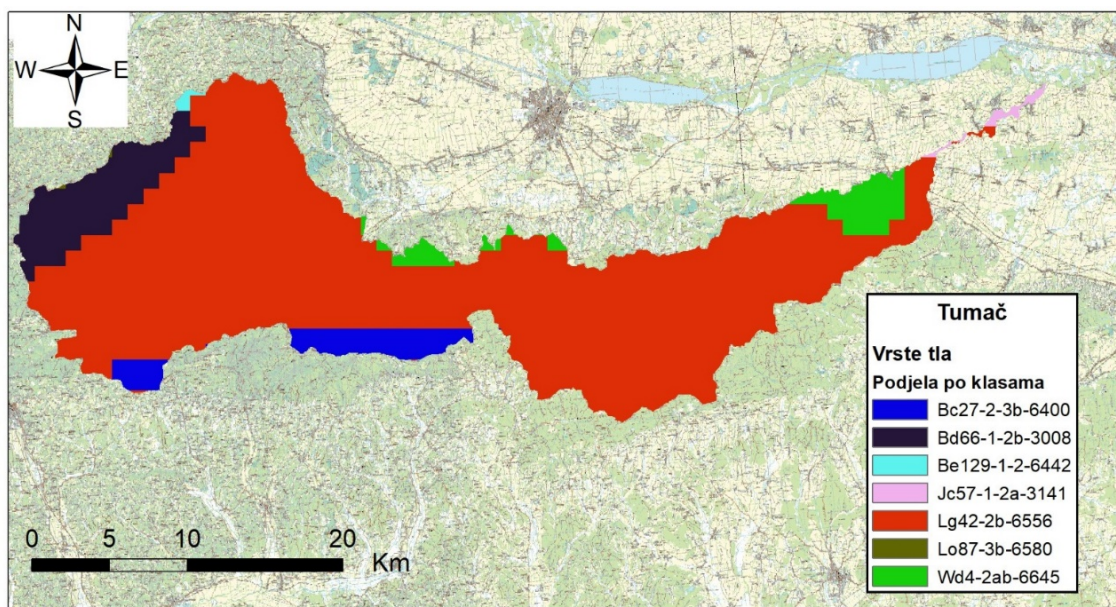 N
W E
S
Tumač
Vrste tla
Podjela po klasama
Bc27-2-3b-6400
Bd66-1-2b-3008
Be129-1-2-6442
Jc57-1-2a-3141
Lg42-2b-6556
Lo87-3b-6580
Wd4-2ab-6645
0 5 10 20
Km